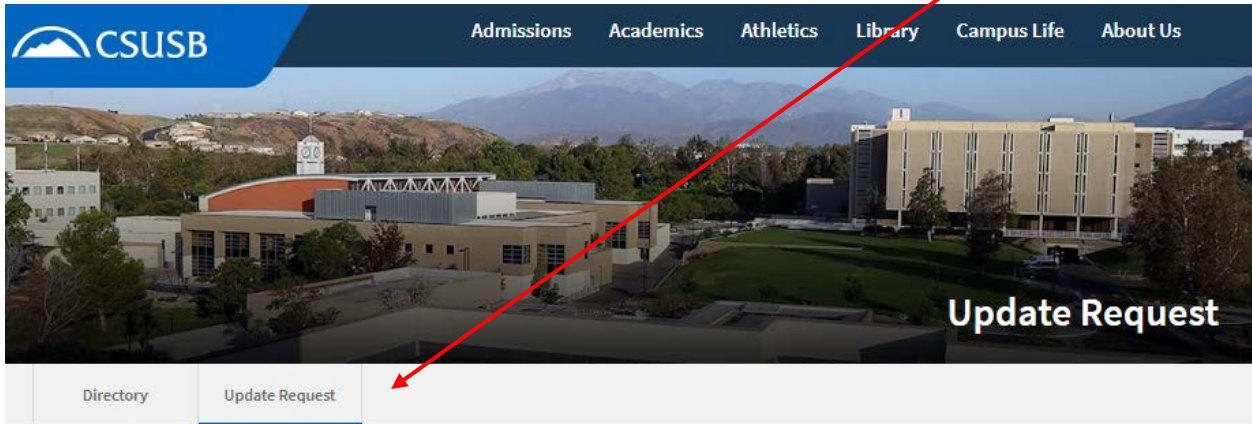 CSUSB
Admissions Academics Athletics Library Campus Life About Us
Update Request
Directory Update Request